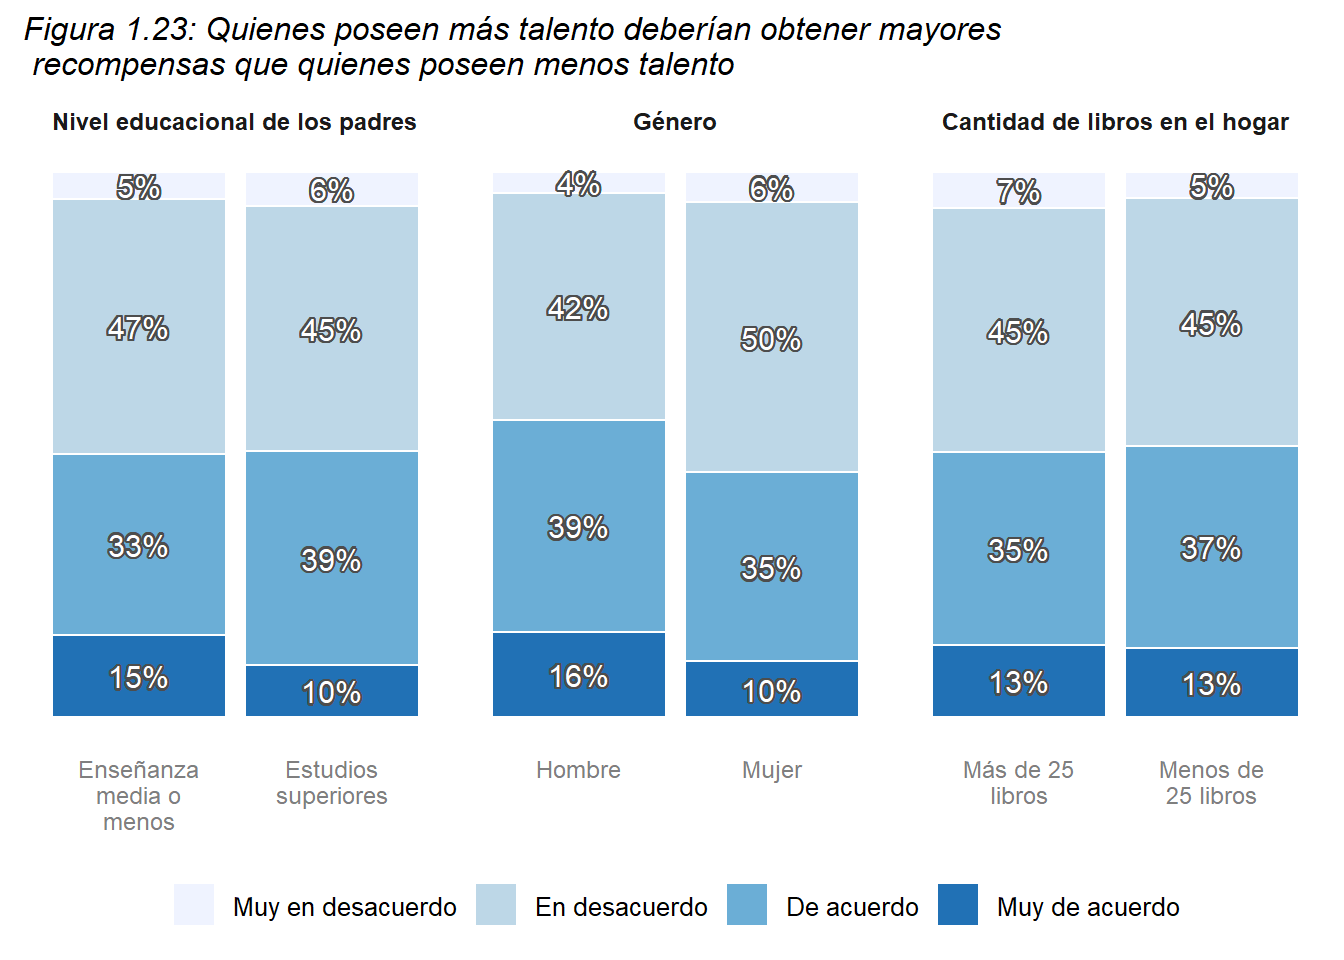 Figura 1.23: Quienes poseen más talento deberían obtener mayores
recompensas que quienes poseen menos talento
Nivel educacional de los padres
Género
Cantidad de libros en el hogar
5%
6%
4%
6%
7%
5%
47%
45%
42%
50%
45%
45%
33%
39%
39%
35%
35%
37%
15%
10%
16%
10%
13%
13%
Enseñanza
media o
menos
Estudios
superiores
Hombre
Mujer
Más de 25
libros
Menos de
25 libros
Muy en desacuerdo
En desacuerdo
De acuerdo
Muy de acuerdo